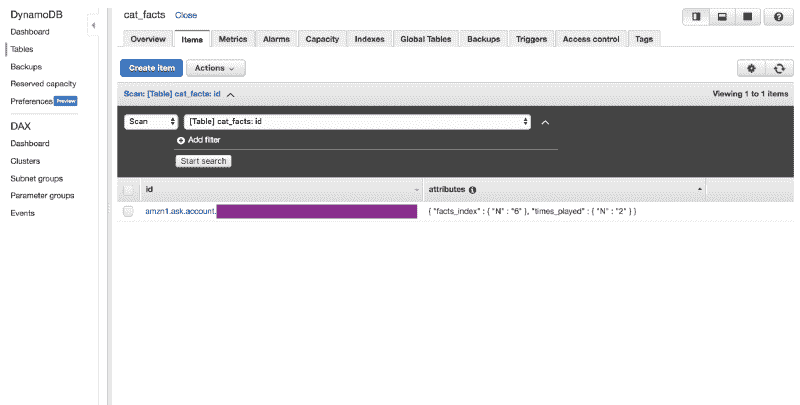 DynamoDB
Dashboard
Tables
Backups
Reserved capacity
Preferences Preview
DAX
Dashboard
Clusters
Subnet groups
Parameter groups
Events
cat_facts Close
Overview Items Metrics Alarms Capacity Indexes Global Tables Backups Triggers Access control Tags
Create item Actions
Scan: [Table] cat_facts: id Viewing 1 to 1 items
Scan [Table] cat_facts: id
Add filter
Start search
id attributes
amzn1.ask.account. { "facts_index" : { "N" : "6" }, "times_played" : { "N" : "2" } }